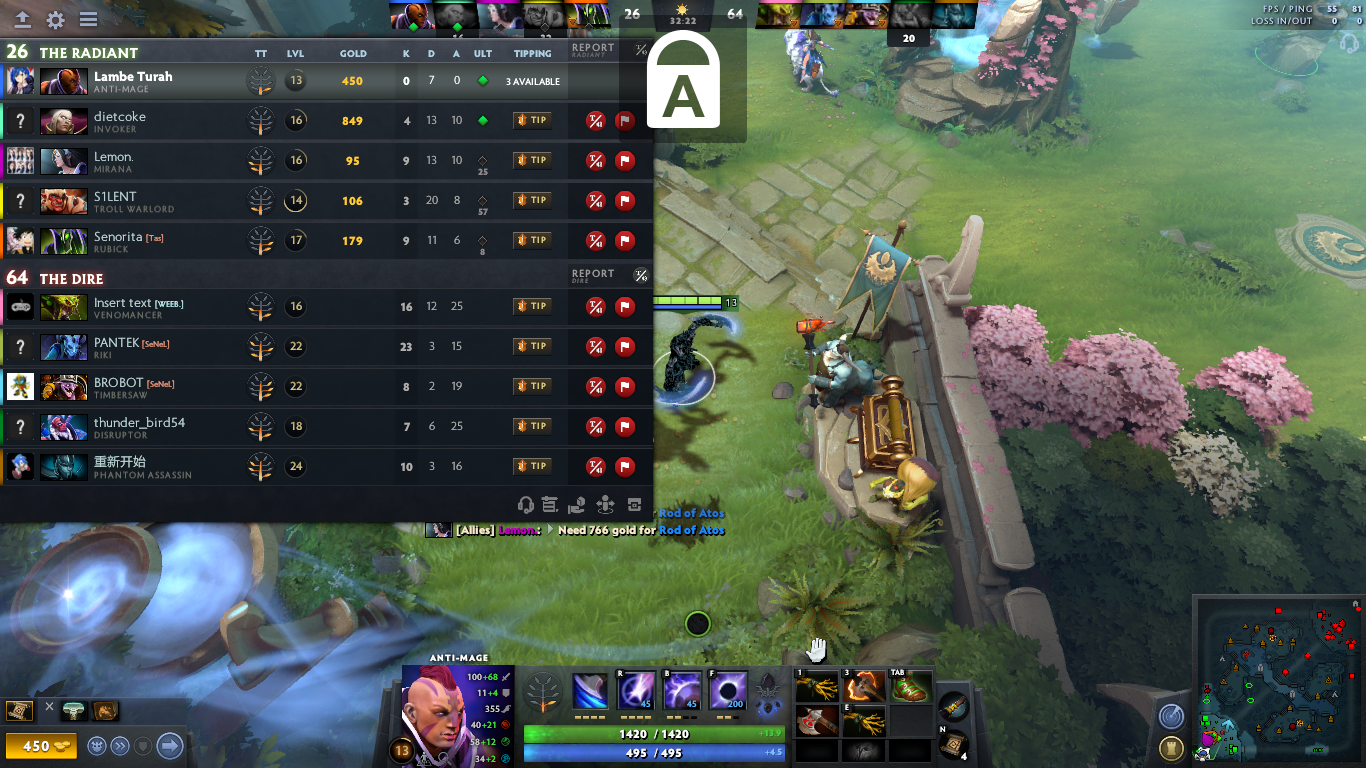 26 32:22 64
FPS / PING 55 81
LOSS IN/OUT 0 0
20
A
26 THE RADIANT TT LVL GOLD K D A ULT TIPPING REPORT RADIANT
Lambe Turah 13 450 0 7 0 3 AVAILABLE
ANTI-MAGE
? dietcoke 16 849 4 13 10 TIP
INVOKER
Lemon. 16 95 9 13 10 25 TIP
MIRANA
? S1LENT 14 106 3 20 8 57 TIP
TROLL WARLORD
Senorita [Tas] 17 179 9 11 6 8 TIP
RUBICK
64 THE DIRE REPORT DIRE
Insert text [WEEB.] 16 16 12 25 TIP
VENOMANCER
? PANTEK [SeNeL] 22 23 3 15 TIP
RIKI
BROBOT [SeNeL] 22 8 2 19 TIP
TIMBERSAW
? thunder_bird54 18 7 6 25 TIP
DISRUPTOR
重新开始 24 10 3 16 TIP
PHANTOM ASSASSIN
13
Rod of Atos
[Allies] Lemon.: Need 766 gold for Rod of Atos
ANTI-MAGE
100+68
11+4
355
40+21
58+12
34+2
13
R 45 B 45 F 200
1420 / 1420 +13.9
495 / 495 +4.5
1 3 TAB
E
N
4
450